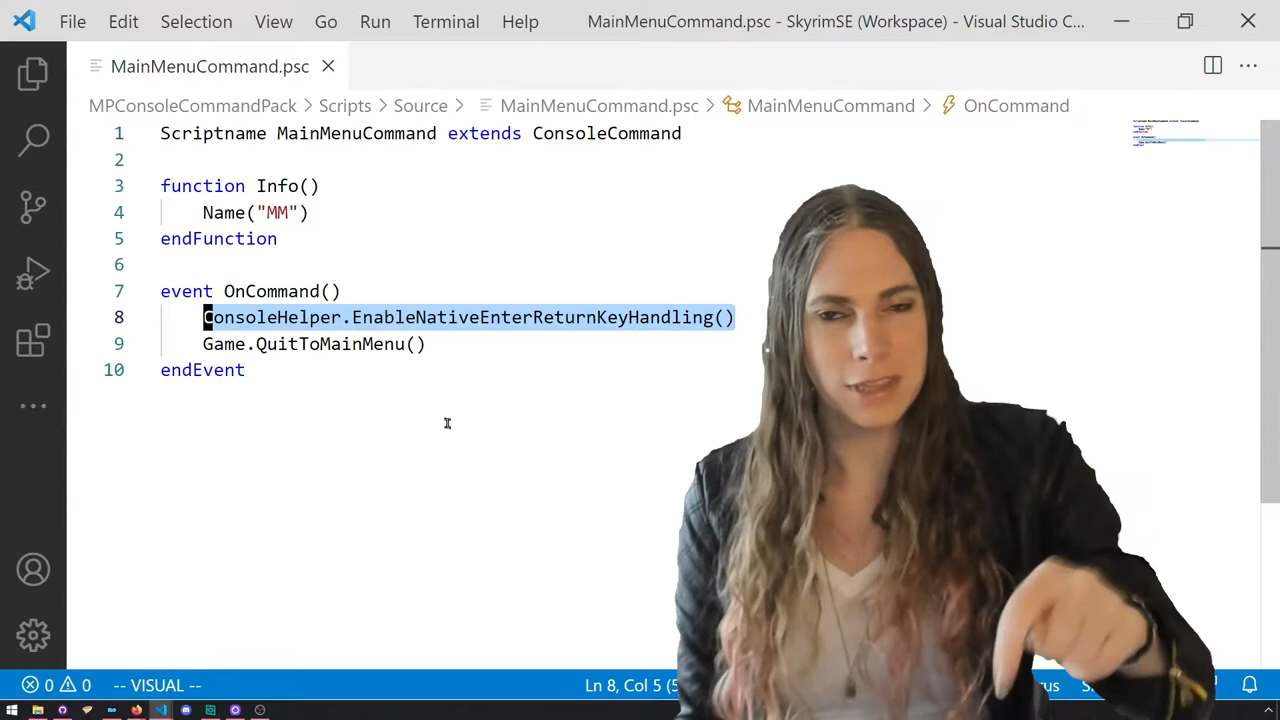 File Edit Selection View Go Run Terminal Help MainMenuCommand.psc - SkyrimSE (Workspace) - Visual Studio C...
MainMenuCommand.psc
MPConsoleCommandPack > Scripts > Source > MainMenuCommand.psc > MainMenuCommand > OnCommand
1 Scriptname MainMenuCommand extends ConsoleCommand
2
3 function Info()
4 Name("MM")
5 endFunction
6
7 event OnCommand()
8 ConsoleHelper.EnableNativeEnterReturnKeyHandling()
9 Game.QuitToMainMenu()
10 endEvent
0 0 -- VISUAL -- Ln 8, Col 5